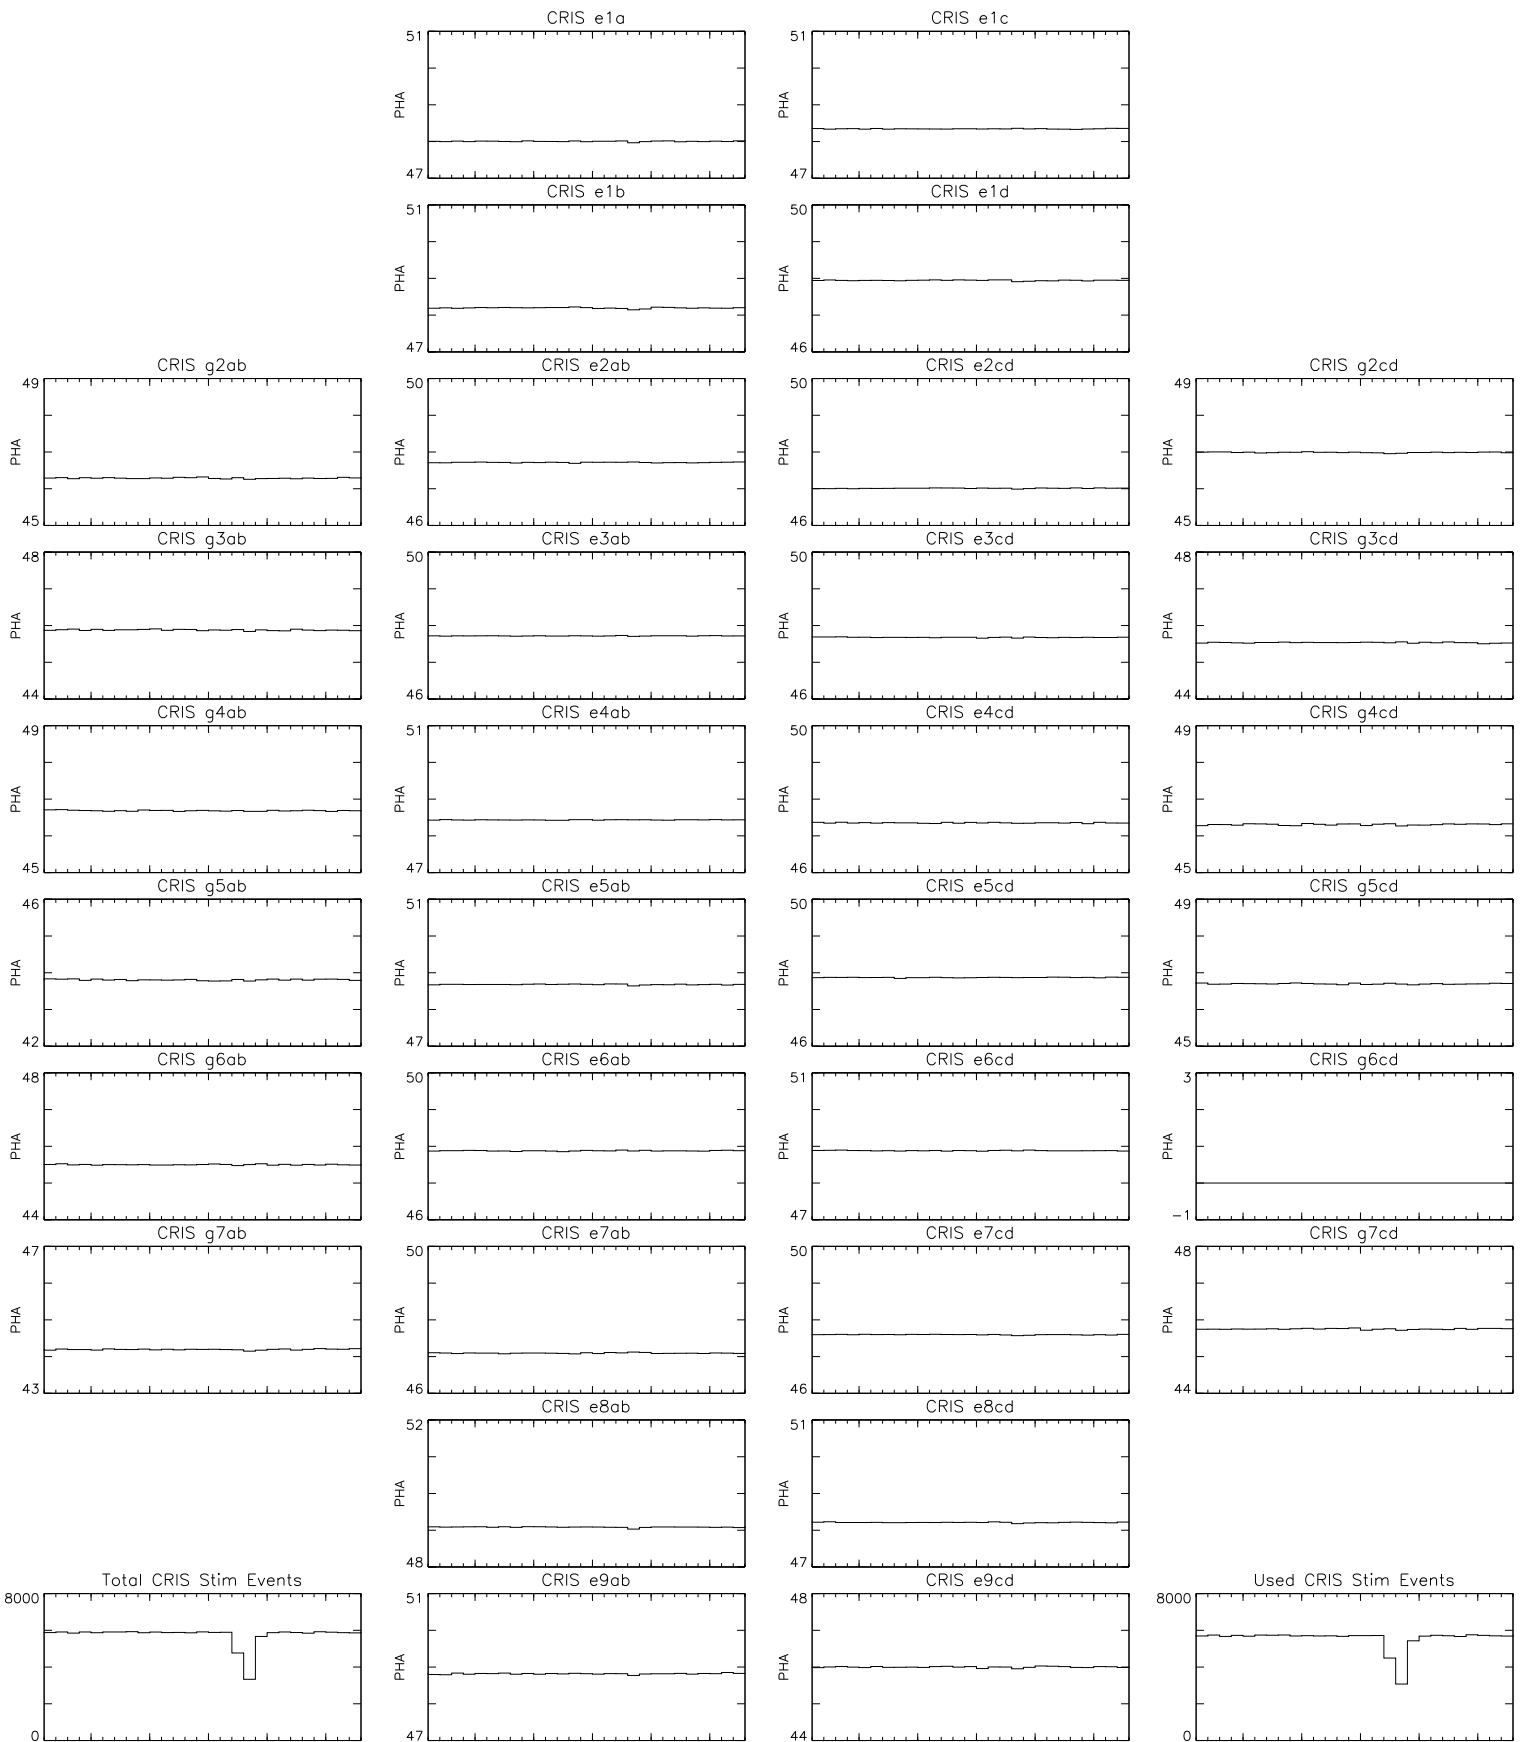 CRIS e1a
CRIS e1c
51
PHA
47
51
PHA
47
CRIS e1b
CRIS e1d
51
PHA
47
50
PHA
46
CRIS g2ab
CRIS e2ab
CRIS e2cd
CRIS g2cd
49
PHA
45
50
PHA
46
50
PHA
46
49
PHA
45
CRIS g3ab
CRIS e3ab
CRIS e3cd
CRIS g3cd
48
PHA
44
50
PHA
46
50
PHA
46
48
PHA
44
CRIS g4ab
CRIS e4ab
CRIS e4cd
CRIS g4cd
49
PHA
45
51
PHA
47
50
PHA
46
49
PHA
45
CRIS g5ab
CRIS e5ab
CRIS e5cd
CRIS g5cd
46
PHA
42
51
PHA
47
50
PHA
46
49
PHA
45
CRIS g6ab
CRIS e6ab
CRIS e6cd
CRIS g6cd
48
PHA
44
50
PHA
46
51
PHA
47
3
PHA
-1
CRIS g7ab
CRIS e7ab
CRIS e7cd
CRIS g7cd
47
PHA
43
50
PHA
46
50
PHA
46
48
PHA
44
CRIS e8ab
CRIS e8cd
52
PHA
48
51
PHA
47
Total CRIS Stim Events
CRIS e9ab
CRIS e9cd
Used CRIS Stim Events
8000
0
51
PHA
47
48
PHA
44
8000
0